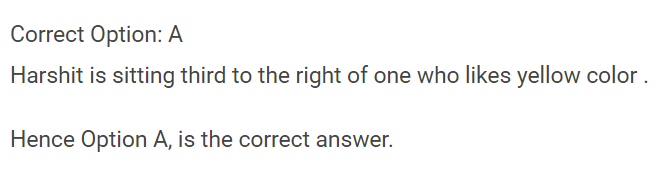 Correct Option: A
Harshit is sitting third to the right of one who likes yellow color .
Hence Option A, is the correct answer.